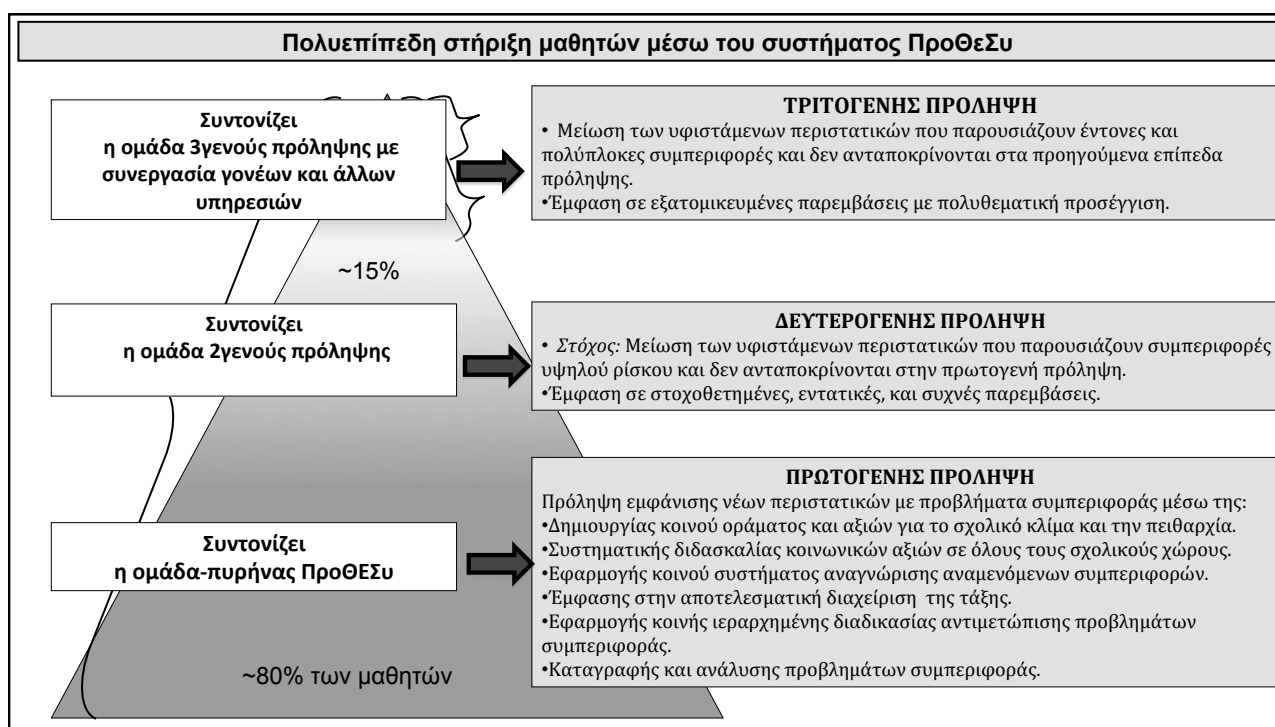 Πολυεπίπεδη στήριξη μαθητών μέσω του συστήματος ΠροΘεΣυ
Συντονίζει
η ομάδα 3γενούς πρόληψης με
συνεργασία γονέων και άλλων
υπηρεσιών
ΤΡΙΤΟΓΕΝΗΣ ΠΡΟΛΗΨΗ
• Μείωση των υφιστάμενων περιστατικών που παρουσιάζουν έντονες και
πολύπλοκες συμπεριφορές και δεν ανταποκρίνονται στα προηγούμενα επίπεδα
πρόληψης.
•Έμφαση σε εξατομικευμένες παρεμβάσεις με πολυθεματική προσέγγιση.
~15%
Συντονίζει
η ομάδα 2γενούς πρόληψης
ΔΕΥΤΕΡΟΓΕΝΗΣ ΠΡΟΛΗΨΗ
• Στόχος: Μείωση των υφιστάμενων περιστατικών που παρουσιάζουν συμπεριφορές
υψηλού ρίσκου και δεν ανταποκρίνονται στην πρωτογενή πρόληψη.
•Έμφαση σε στοχοθετημένες, εντατικές, και συχνές παρεμβάσεις.
Συντονίζει
η ομάδα-πυρήνας ΠροΘΕΣυ
ΠΡΩΤΟΓΕΝΗΣ ΠΡΟΛΗΨΗ
Πρόληψη εμφάνισης νέων περιστατικών με προβλήματα συμπεριφοράς μέσω της:
•Δημιουργίας κοινού οράματος και αξιών για το σχολικό κλίμα και την πειθαρχία.
•Συστηματικής διδασκαλίας κοινωνικών αξιών σε όλους τους σχολικούς χώρους.
•Εφαρμογής κοινού συστήματος αναγνώρισης αναμενόμενων συμπεριφορών.
•Έμφασης στην αποτελεσματική διαχείριση της τάξης.
•Εφαρμογής κοινής ιεραρχημένης διαδικασίας αντιμετώπισης προβλημάτων
συμπεριφοράς.
•Καταγραφής και ανάλυσης προβλημάτων συμπεριφοράς.
~80% των μαθητών